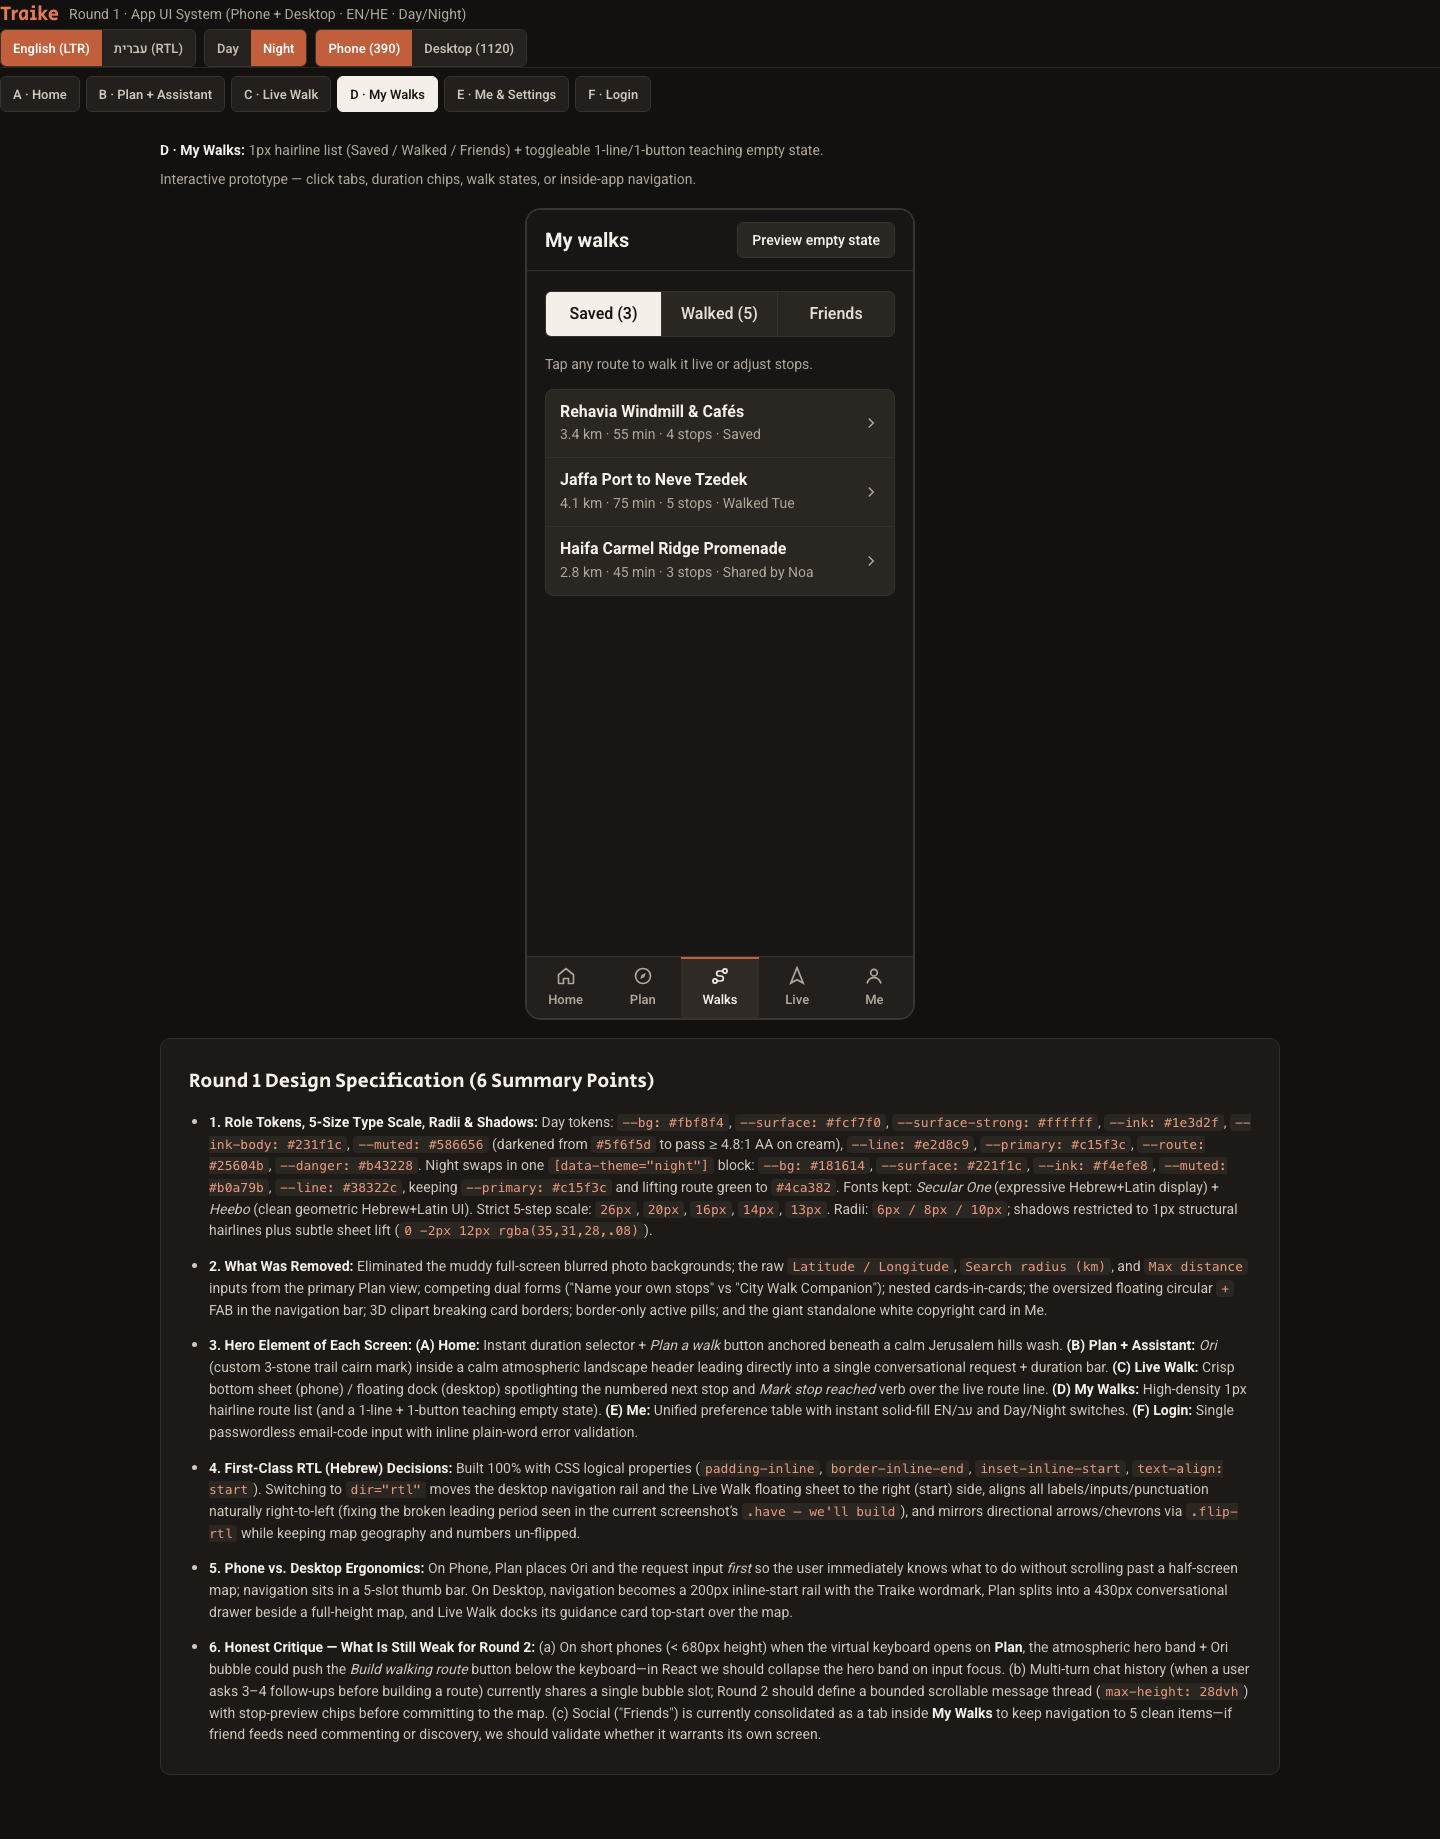 Traike Round 1 · App UI System (Phone + Desktop · EN/HE · Day/Night)
English (LTR) עברית (RTL) Day Night Phone (390) Desktop (1120)
A · Home B · Plan + Assistant C · Live Walk D · My Walks E · Me & Settings F · Login
D · My Walks: 1px hairline list (Saved / Walked / Friends) + toggleable 1-line/1-button teaching empty state.
Interactive prototype — click tabs, duration chips, walk states, or inside-app navigation.
My walks Preview empty state
Saved (3) Walked (5) Friends
Tap any route to walk it live or adjust stops.
Rehavia Windmill & Cafés
3.4 km · 55 min · 4 stops · Saved
Jaffa Port to Neve Tzedek
4.1 km · 75 min · 5 stops · Walked Tue
Haifa Carmel Ridge Promenade
2.8 km · 45 min · 3 stops · Shared by Noa
Home Plan Walks Live Me
Round 1 Design Specification (6 Summary Points)
• 1. Role Tokens, 5-Size Type Scale, Radii & Shadows: Day tokens: --bg: #fbf8f4, --surface: #fcf7f0, --surface-strong: #ffffff, --ink: #1e3d2f, --
ink-body: #231f1c, --muted: #586656 (darkened from #5f6f5d to pass ≥ 4.8:1 AA on cream), --line: #e2d8c9, --primary: #c15f3c, --route:
#25604b, --danger: #b43228. Night swaps in one [data-theme="night"] block: --bg: #181614, --surface: #221f1c, --ink: #f4efe8, --muted:
#b0a79b, --line: #38322c, keeping --primary: #c15f3c and lifting route green to #4ca382. Fonts kept: Secular One (expressive Hebrew+Latin display) +
Heebo (clean geometric Hebrew+Latin UI). Strict 5-step scale: 26px, 20px, 16px, 14px, 13px. Radii: 6px / 8px / 10px; shadows restricted to 1px structural
hairlines plus subtle sheet lift (0 -2px 12px rgba(35,31,28,.08)).
• 2. What Was Removed: Eliminated the muddy full-screen blurred photo backgrounds; the raw Latitude / Longitude, Search radius (km), and Max distance
inputs from the primary Plan view; competing dual forms ("Name your own stops" vs "City Walk Companion"); nested cards-in-cards; the oversized floating circular +
FAB in the navigation bar; 3D clipart breaking card borders; border-only active pills; and the giant standalone white copyright card in Me.
• 3. Hero Element of Each Screen: (A) Home: Instant duration selector + Plan a walk button anchored beneath a calm Jerusalem hills wash. (B) Plan + Assistant: Ori
(custom 3-stone trail cairn mark) inside a calm atmospheric landscape header leading directly into a single conversational request + duration bar. (C) Live Walk: Crisp
bottom sheet (phone) / floating dock (desktop) spotlighting the numbered next stop and Mark stop reached verb over the live route line. (D) My Walks: High-density 1px
hairline route list (and a 1-line + 1-button teaching empty state). (E) Me: Unified preference table with instant solid-fill EN/עב and Day/Night switches. (F) Login: Single
passwordless email-code input with inline plain-word error validation.
• 4. First-Class RTL (Hebrew) Decisions: Built 100% with CSS logical properties (padding-inline, border-inline-end, inset-inline-start, text-align:
start). Switching to dir="rtl" moves the desktop navigation rail and the Live Walk floating sheet to the right (start) side, aligns all labels/inputs/punctuation
naturally right-to-left (fixing the broken leading period seen in the current screenshot's .have — we'll build), and mirrors directional arrows/chevrons via .flip-
rtl while keeping map geography and numbers un-flipped.
• 5. Phone vs. Desktop Ergonomics: On Phone, Plan places Ori and the request input first so the user immediately knows what to do without scrolling past a half-screen
map; navigation sits in a 5-slot thumb bar. On Desktop, navigation becomes a 200px inline-start rail with the Traike wordmark, Plan splits into a 430px conversational
drawer beside a full-height map, and Live Walk docks its guidance card top-start over the map.
• 6. Honest Critique — What Is Still Weak for Round 2: (a) On short phones (< 680px height) when the virtual keyboard opens on Plan, the atmospheric hero band + Ori
bubble could push the Build walking route button below the keyboard—in React we should collapse the hero band on input focus. (b) Multi-turn chat history (when a user
asks 3–4 follow-ups before building a route) currently shares a single bubble slot; Round 2 should define a bounded scrollable message thread (max-height: 28dvh)
with stop-preview chips before committing to the map. (c) Social ("Friends") is currently consolidated as a tab inside My Walks to keep navigation to 5 clean items—if
friend feeds need commenting or discovery, we should validate whether it warrants its own screen.